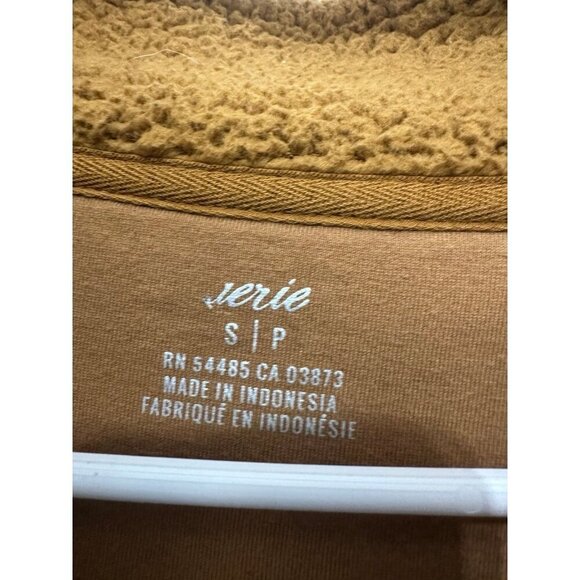 aerie
S | P
RN 54485 CA 03873
MADE IN INDONESIA
FABRIQUÉ EN INDONÉSIE